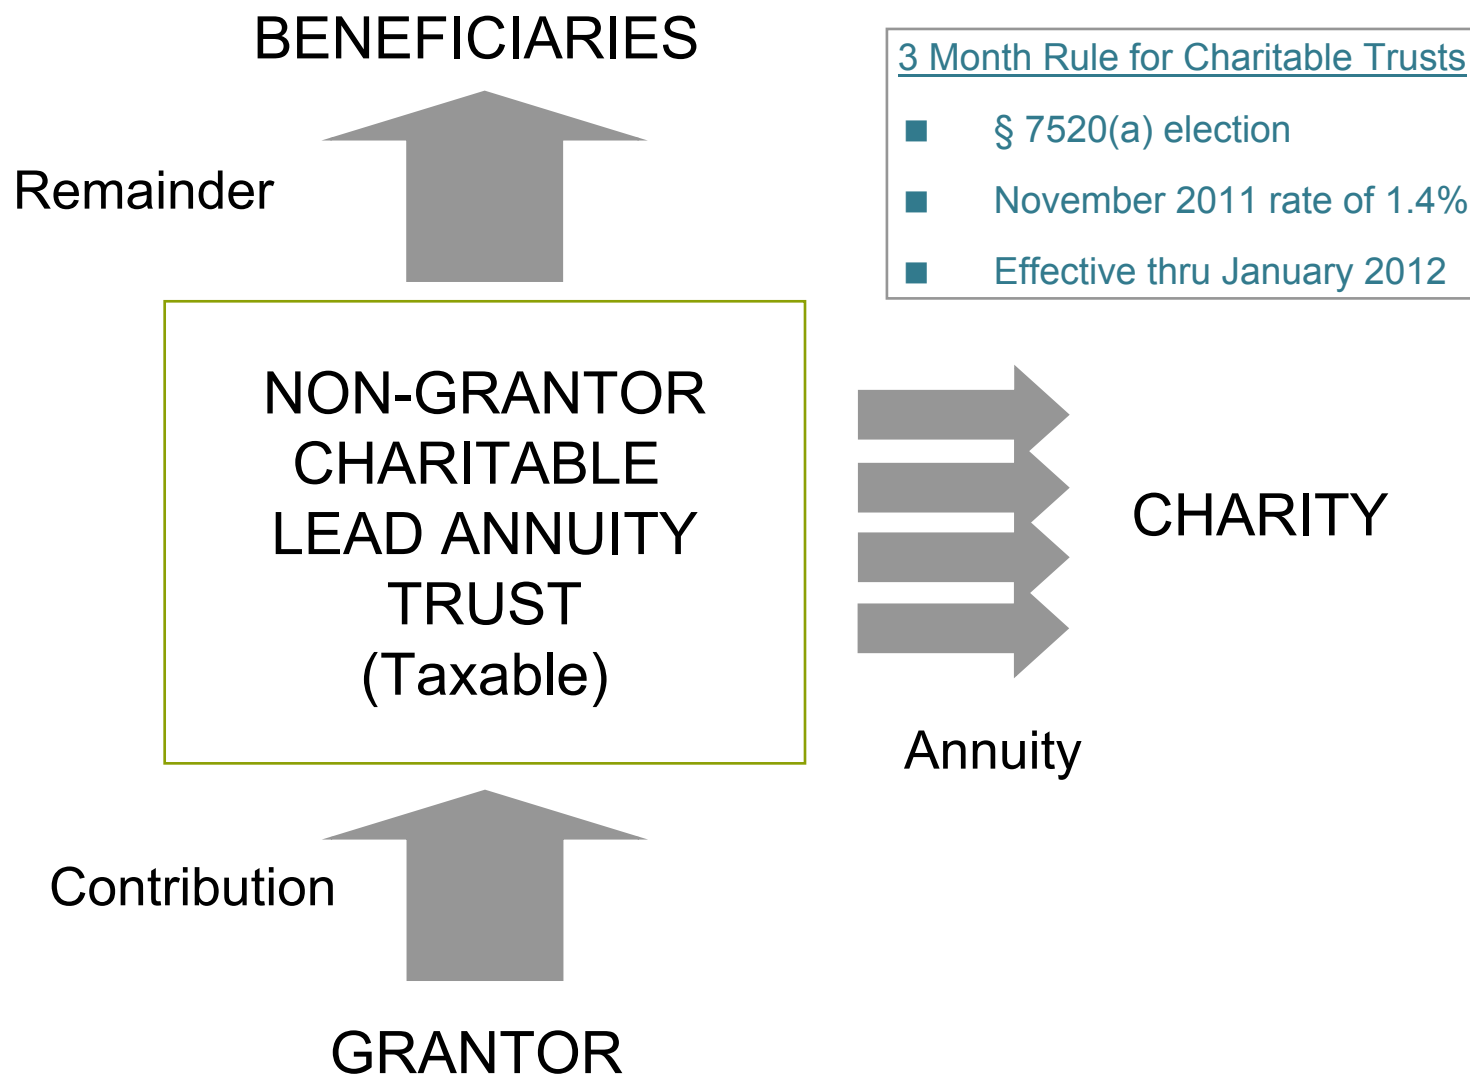 BENEFICIARIES
3 Month Rule for Charitable Trusts
§ 7520(a) election
November 2011 rate of 1.4%
Effective thru January 2012
Remainder
NON-GRANTOR
CHARITABLE
LEAD ANNUITY
TRUST
(Taxable)
CHARITY
Annuity
Contribution
GRANTOR